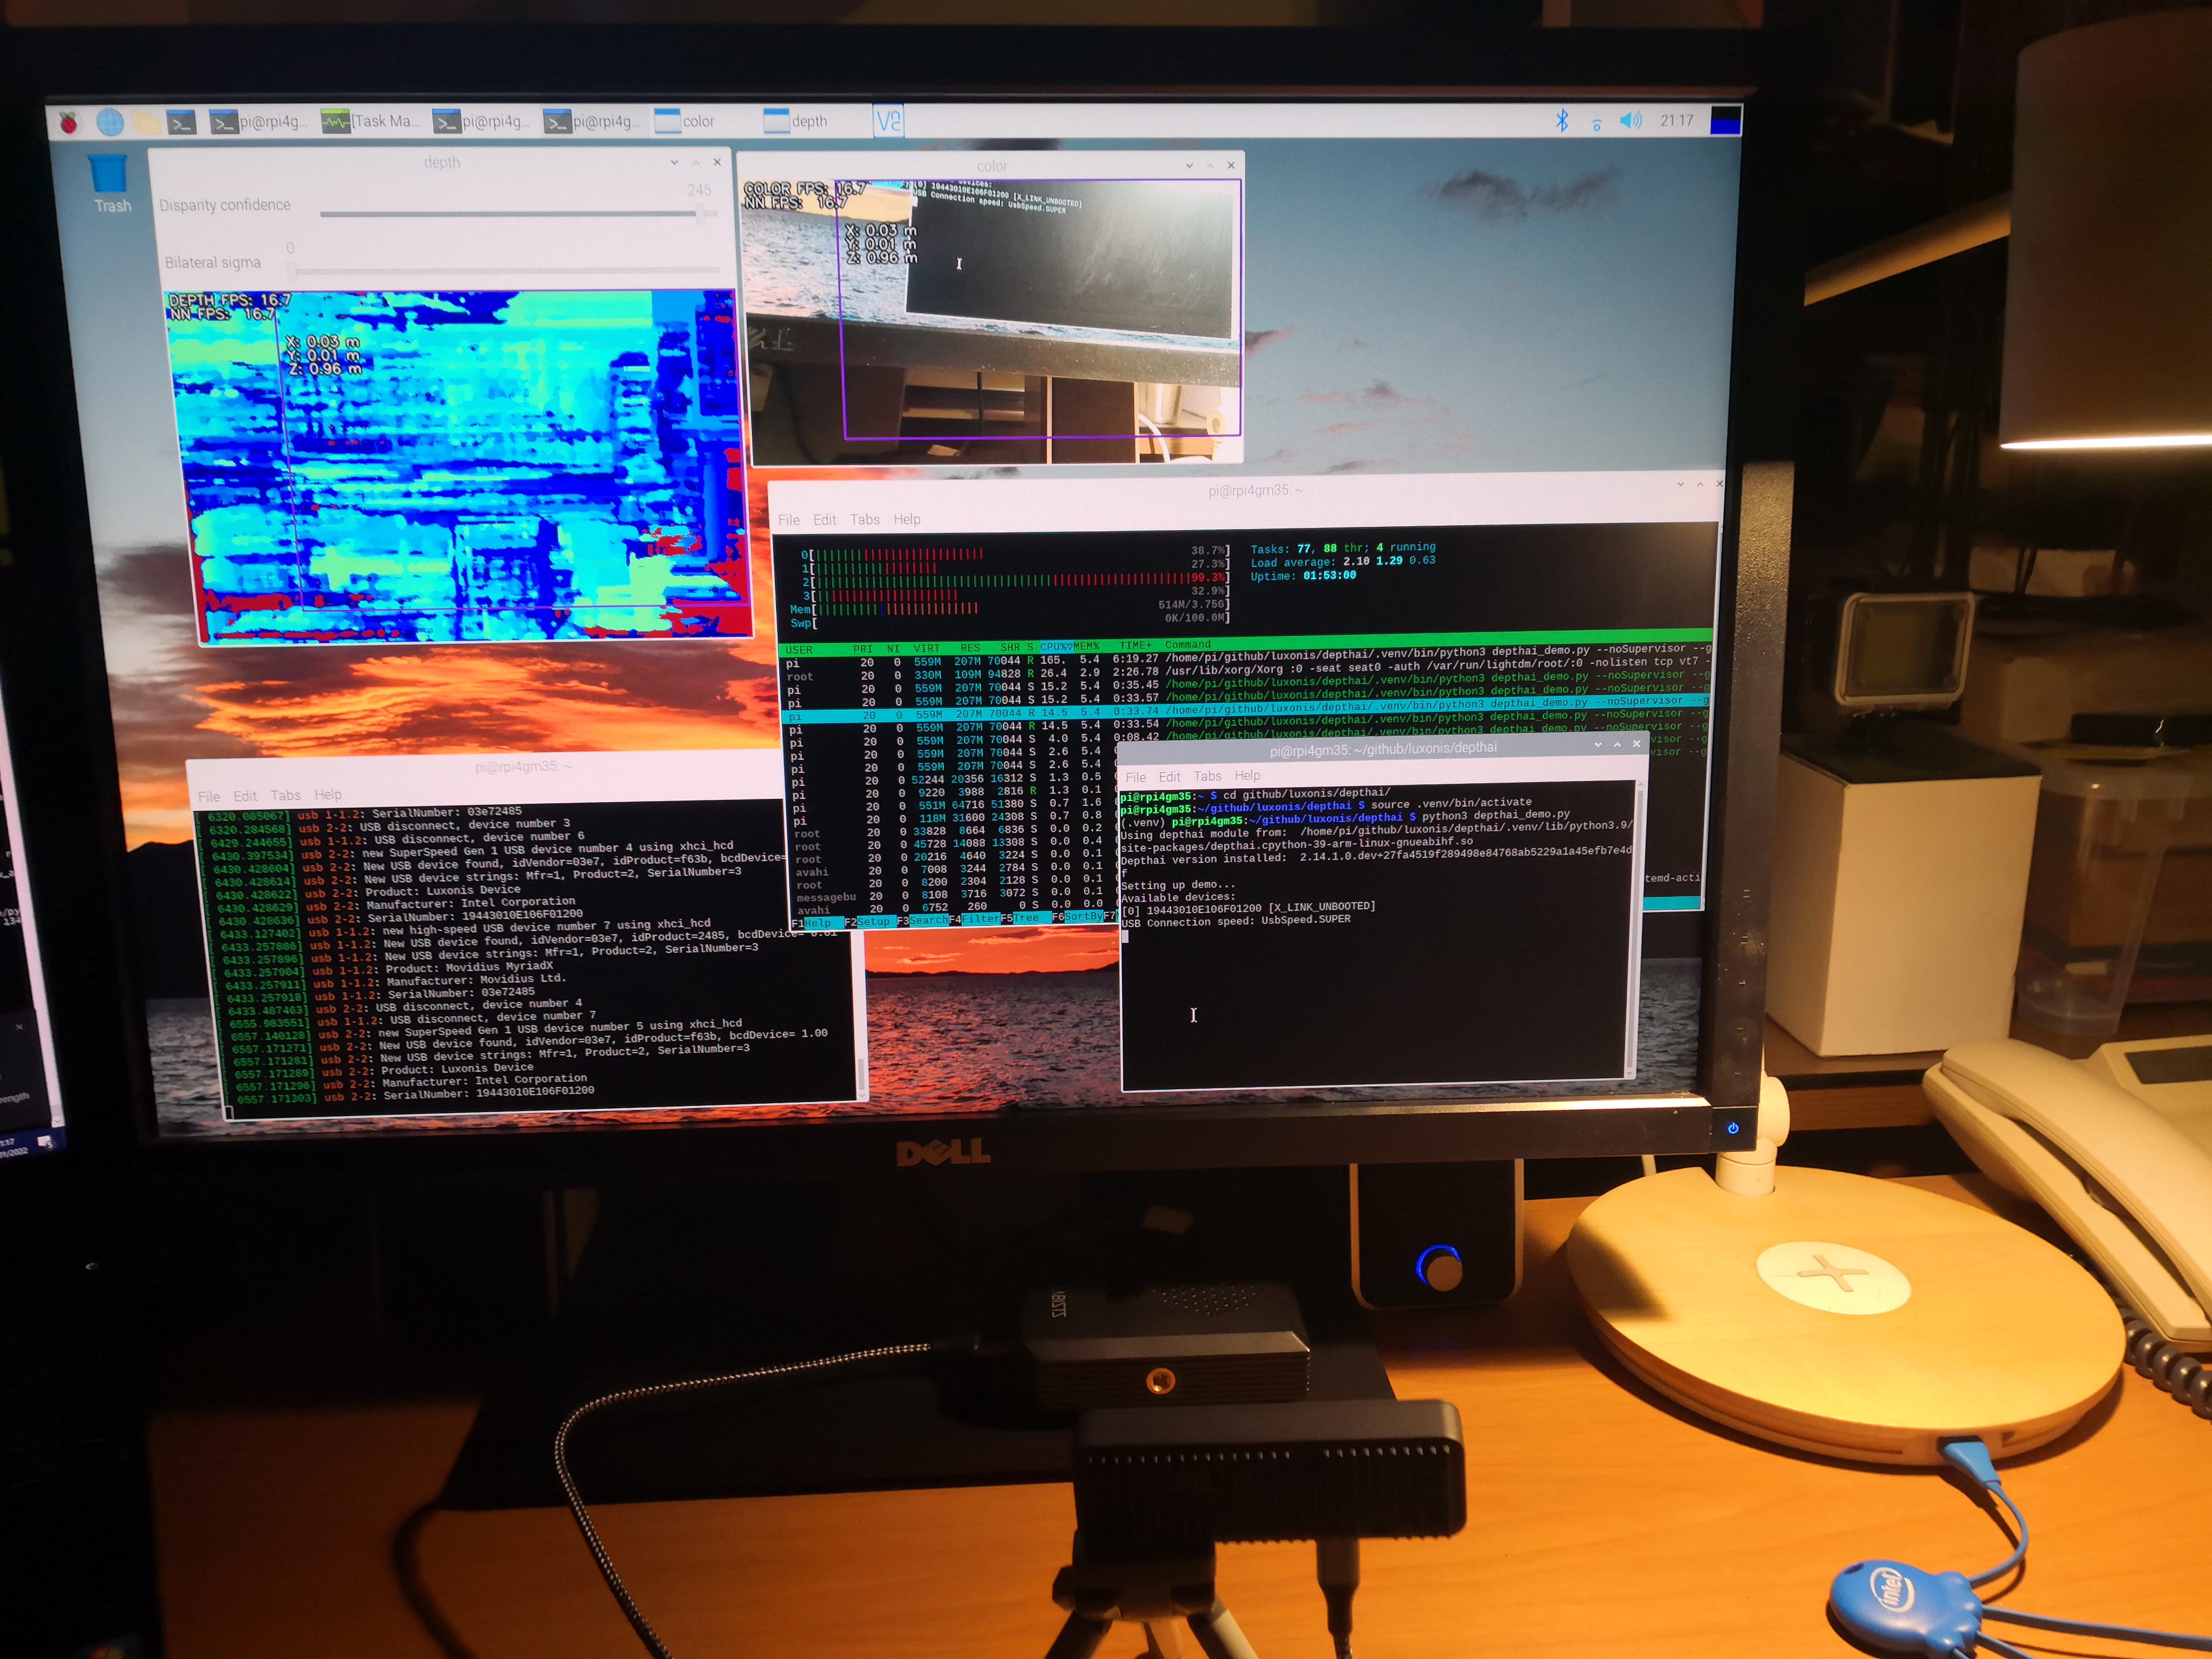 pi@rpi4g...
[Task Ma...
pi@rpi4g...
pi@rpi4g...
color
depth
21:17
Trash
depth
245
Disparity confidence
0
Bilateral sigma
DEPTH FPS: 16.7
NN FPS: 16.7
X: 0.03 m
Y: 0.01 m
Z: 0.96 m
color
COLOR FPS: 16.7
NN FPS: 16.7
[0] 19443010E106F01200 [X_LINK_UNBOOTED]
USB Connection speed: UsbSpeed.SUPER
X: 0.03 m
Y: 0.01 m
Z: 0.96 m
pi@rpi4gm35: ~
File Edit Tabs Help
0[ 38.7%]
1[ 27.3%]
2[ 99.3%]
3[ 32.9%]
Mem[ 514M/3.75G]
Swp[ 0K/100.0M]
Tasks: 77, 88 thr; 4 running
Load average: 2.10 1.29 0.63
Uptime: 01:53:00
USER PRI NI VIRT RES SHR S CPU%▽MEM% TIME+ Command
pi 20 0 559M 207M 70044 R 165. 5.4 6:19.27 /home/pi/github/luxonis/depthai/.venv/bin/python3 depthai_demo.py --noSupervisor --g
root 20 0 330M 109M 94828 R 26.4 2.9 2:26.78 /usr/lib/xorg/Xorg :0 -seat seat0 -auth /var/run/lightdm/root/:0 -nolisten tcp vt7 -
pi 20 0 559M 207M 70044 S 15.2 5.4 0:35.45 /home/pi/github/luxonis/depthai/.venv/bin/python3 depthai_demo.py --noSupervisor --g
pi 20 0 559M 207M 70044 S 15.2 5.4 0:33.57 /home/pi/github/luxonis/depthai/.venv/bin/python3 depthai_demo.py --noSupervisor --g
pi 20 0 559M 207M 70044 R 14.5 5.4 0:33.74 /home/pi/github/luxonis/depthai/.venv/bin/python3 depthai_demo.py --noSupervisor --g
pi 20 0 559M 207M 70044 R 14.5 5.4 0:33.54 /home/pi/github/luxonis/depthai/.venv/bin/python3 depthai_demo.py --noSupervisor --g
pi 20 0 559M 207M 70044 S 4.0 5.4 0:08.42 /home/pi/github/luxonis/depthai/.venv/bin/python3 depthai_demo.py --noSupervisor --g
pi 20 0 559M 207M 70044 S 2.6 5.4
pi 20 0 559M 207M 70044 S 2.6 5.4
pi 20 0 52244 20356 16312 S 1.3 0.5
pi 20 0 9220 3988 2816 R 1.3 0.1
pi 20 0 551M 64716 51380 S 0.7 1.6
pi 20 0 118M 31600 24308 S 0.7 0.8
root 20 0 33828 8664 6836 S 0.0 0.2
root 20 0 45728 14088 13308 S 0.0 0.4
root 20 0 20216 4640 3224 S 0.0 0.1
avahi 20 0 7008 3244 2784 S 0.0 0.1
root 20 0 8200 2304 2128 S 0.0 0.1
messagebu 20 0 8108 3716 3072 S 0.0 0.1
avahi 20 0 6752 260 0 S 0.0 0.0
F1Help F2Setup F3Search F4Filter F5Tree F6SortBy F7
temd-acti
pi@rpi4gm35: ~
File Edit Tabs Help
[ 6320.085067] usb 1-1.2: SerialNumber: 03e72485
[ 6320.284568] usb 2-2: USB disconnect, device number 3
[ 6429.244655] usb 1-1.2: USB disconnect, device number 6
[ 6430.397534] usb 2-2: new SuperSpeed Gen 1 USB device number 4 using xhci_hcd
[ 6430.428604] usb 2-2: New USB device found, idVendor=03e7, idProduct=f63b, bcdDevice=
[ 6430.428614] usb 2-2: New USB device strings: Mfr=1, Product=2, SerialNumber=3
[ 6430.428622] usb 2-2: Product: Luxonis Device
[ 6430.428629] usb 2-2: Manufacturer: Intel Corporation
[ 6430.428636] usb 2-2: SerialNumber: 19443010E106F01200
[ 6433.127402] usb 1-1.2: new high-speed USB device number 7 using xhci_hcd
[ 6433.257886] usb 1-1.2: New USB device found, idVendor=03e7, idProduct=2485, bcdDevice= 0.01
[ 6433.257896] usb 1-1.2: New USB device strings: Mfr=1, Product=2, SerialNumber=3
[ 6433.257904] usb 1-1.2: Product: Movidius MyriadX
[ 6433.257911] usb 1-1.2: Manufacturer: Movidius Ltd.
[ 6433.257918] usb 1-1.2: SerialNumber: 03e72485
[ 6433.487463] usb 2-2: USB disconnect, device number 4
[ 6555.983551] usb 1-1.2: USB disconnect, device number 7
[ 6557.140128] usb 2-2: new SuperSpeed Gen 1 USB device number 5 using xhci_hcd
[ 6557.171271] usb 2-2: New USB device found, idVendor=03e7, idProduct=f63b, bcdDevice= 1.00
[ 6557.171281] usb 2-2: New USB device strings: Mfr=1, Product=2, SerialNumber=3
[ 6557.171289] usb 2-2: Product: Luxonis Device
[ 6557.171296] usb 2-2: Manufacturer: Intel Corporation
[ 6557.171303] usb 2-2: SerialNumber: 19443010E106F01200
pi@rpi4gm35: ~/github/luxonis/depthai
File Edit Tabs Help
pi@rpi4gm35:~ $ cd github/luxonis/depthai/
pi@rpi4gm35:~/github/luxonis/depthai $ source .venv/bin/activate
(.venv) pi@rpi4gm35:~/github/luxonis/depthai $ python3 depthai_demo.py
Using depthai module from: /home/pi/github/luxonis/depthai/.venv/lib/python3.9/
site-packages/depthai.cpython-39-arm-linux-gnueabihf.so
Depthai version installed: 2.14.1.0.dev+27fa4519f289498e84768ab5229a1a45efb7e4d
f
Setting up demo...
Available devices:
[0] 19443010E106F01200 [X_LINK_UNBOOTED]
USB Connection speed: UsbSpeed.SUPER
DELL
intel